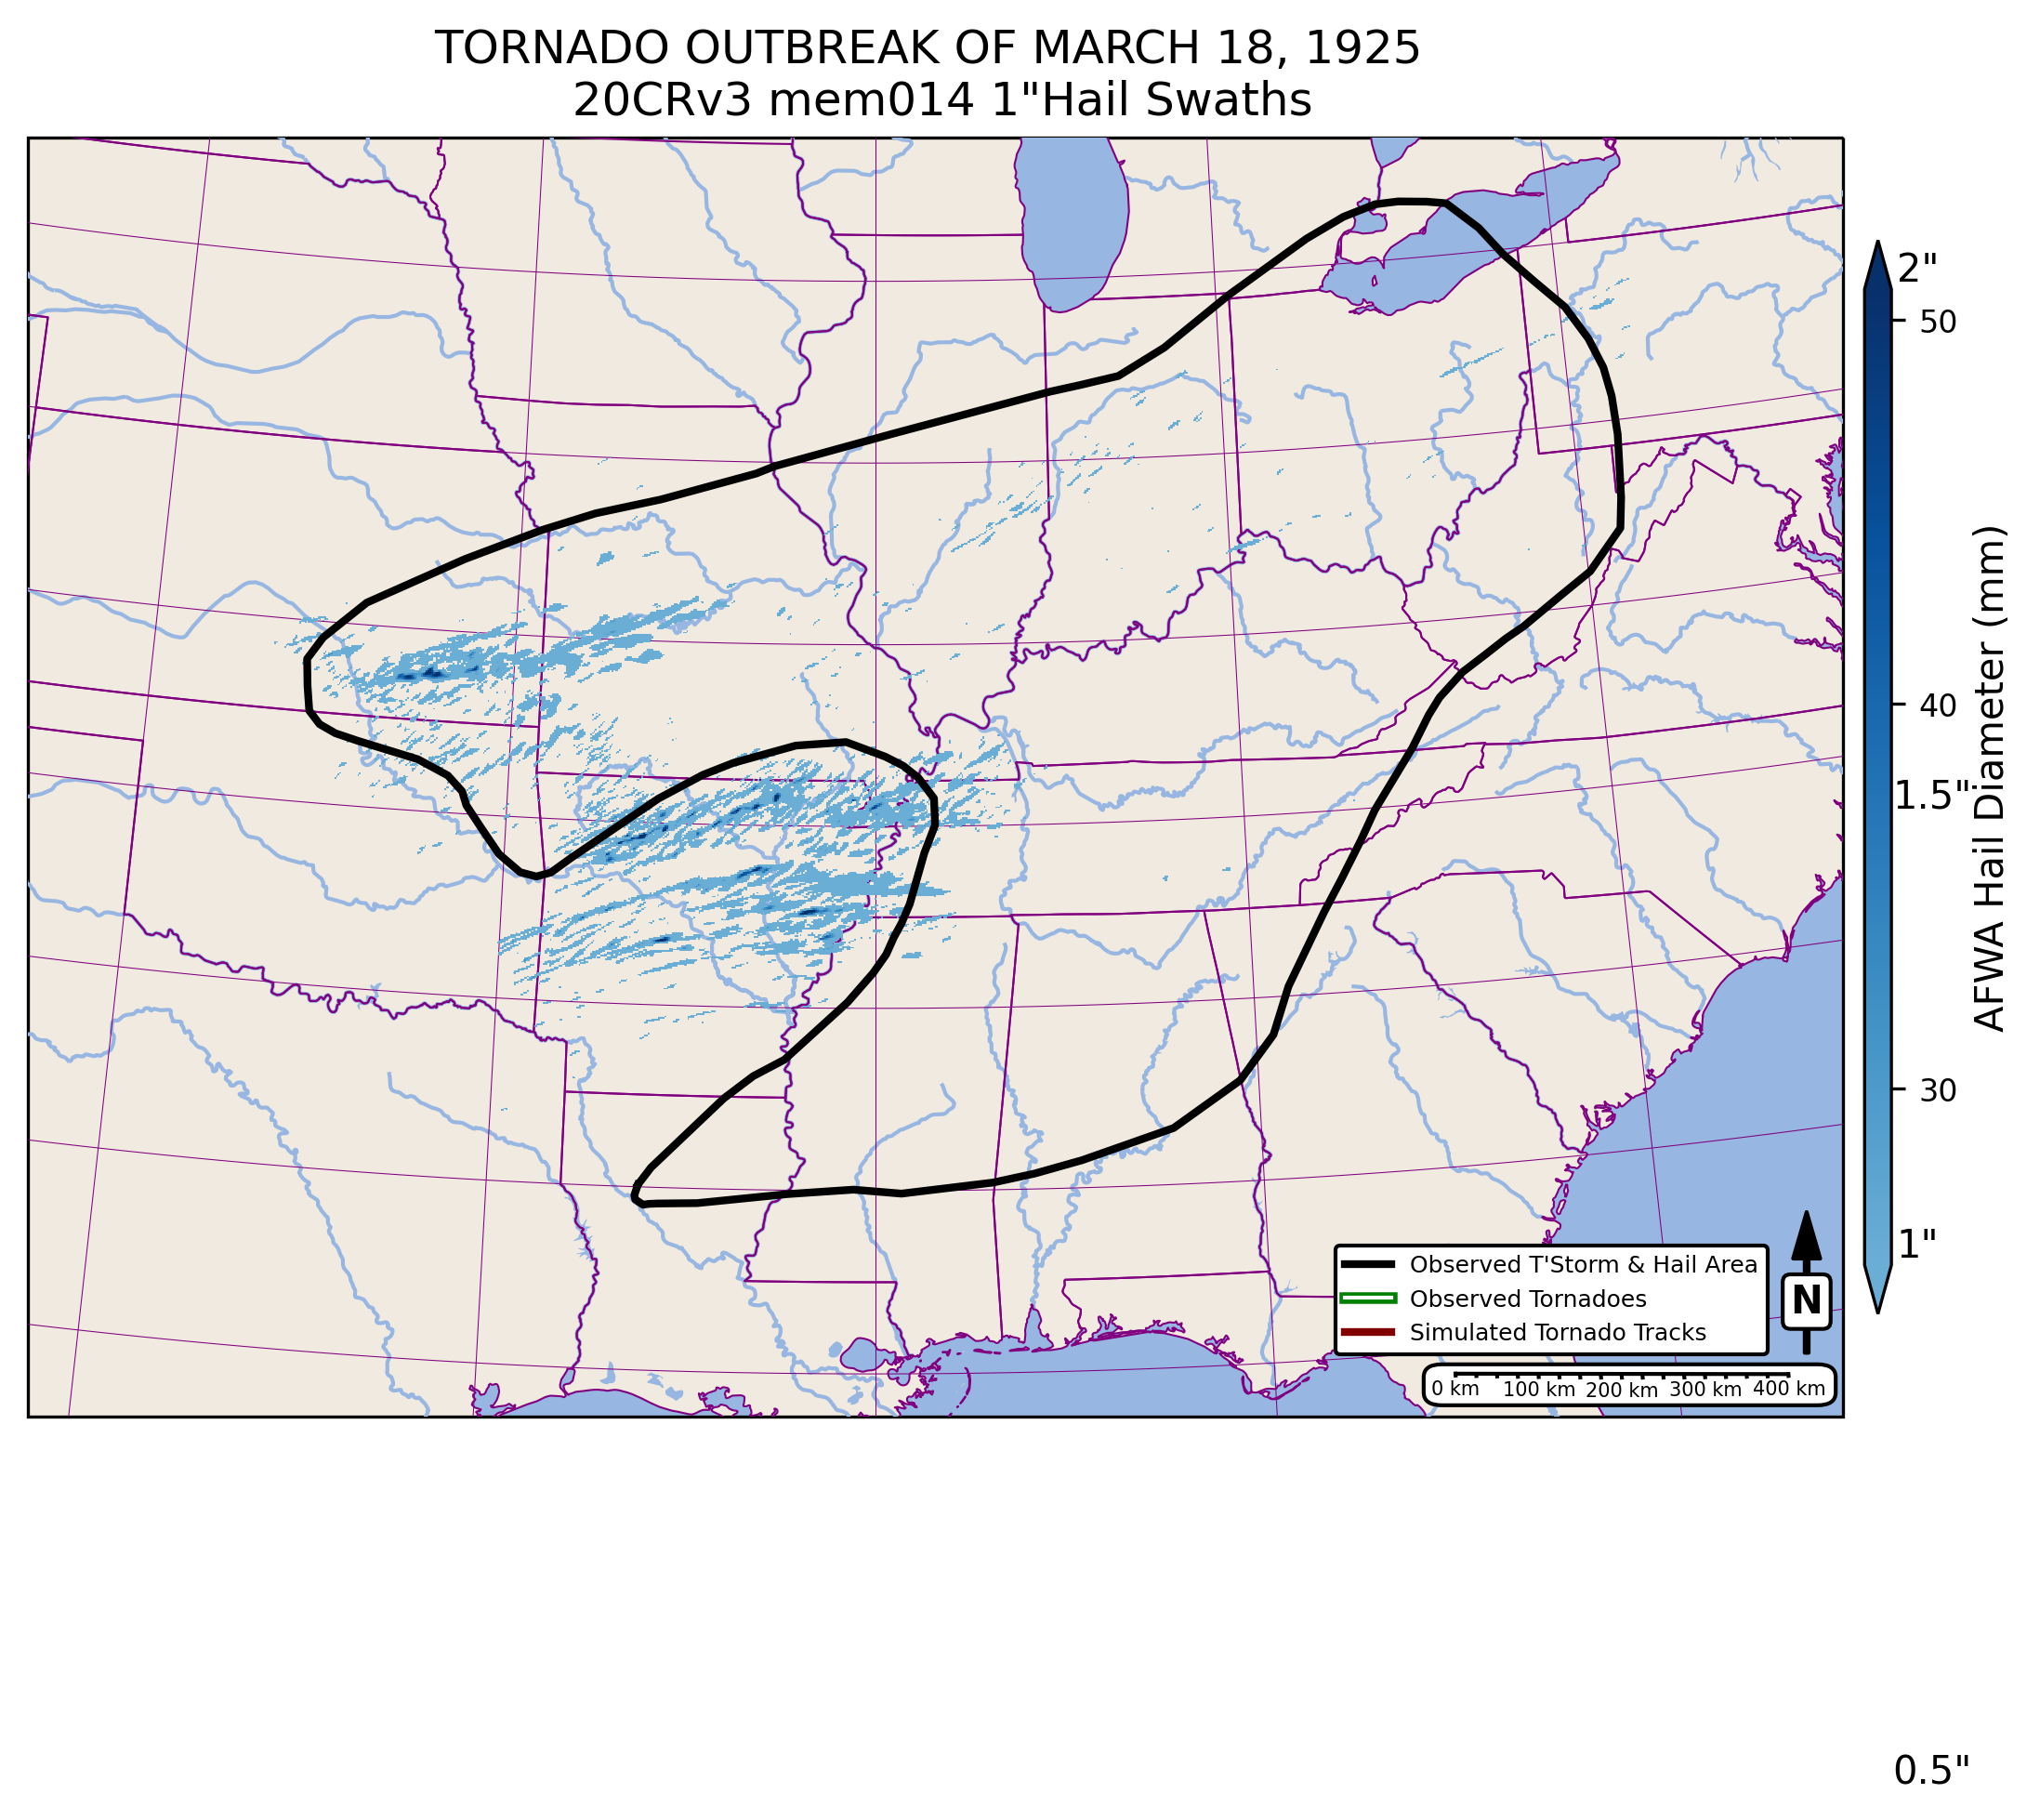 TORNADO OUTBREAK OF MARCH 18, 1925
20CRv3 mem014 1"Hail Swaths
2"
50
40
1.5"
30
1"
AFWA Hail Diameter (mm)
Observed T'Storm & Hail Area
Observed Tornadoes
Simulated Tornado Tracks
N
0 km 100 km 200 km 300 km 400 km
0.5"